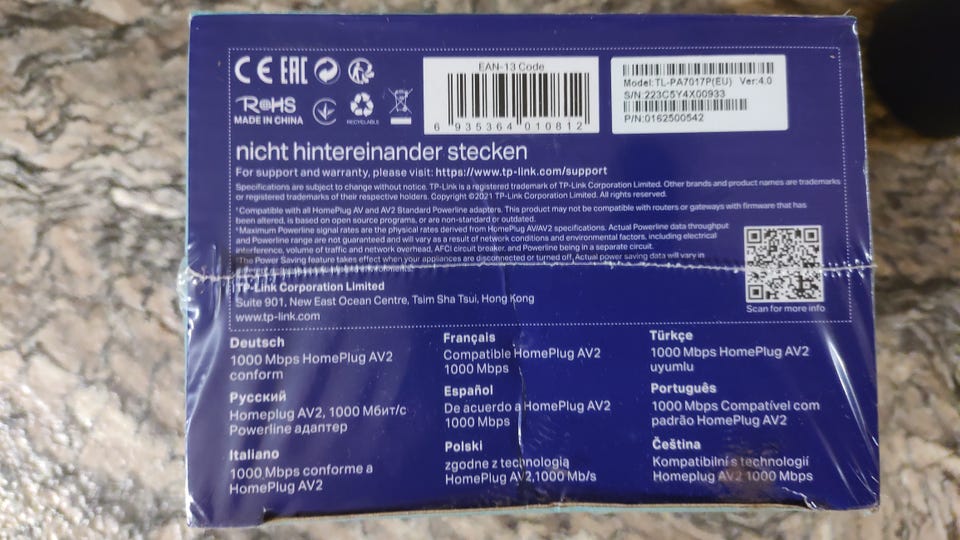 CE EAC
RoHS
MADE IN CHINA
RECYCLABLE
EAN-13 Code
6 935364 010812
Model:TL-PA7017P(EU) Ver:4.0
S/N:223C5Y4X00933
P/N:0162500542
nicht hintereinander stecken
For support and warranty, please visit: https://www.tp-link.com/support
Specifications are subject to change without notice. TP-Link is a registered trademark of TP-Link Corporation Limited. Other brands and product names are trademarks
or registered trademarks of their respective holders. Copyright ©2021 TP-Link Corporation Limited. All rights reserved.
*Compatible with all HomePlug AV and AV2 Standard Powerline adapters. This product may not be compatible with routers or gateways with firmware that has
been altered, is based on open source programs, or are non-standard or outdated.
*Maximum Powerline signal rates are the physical rates derived from HomePlug AV/AV2 specifications. Actual Powerline data throughput
and Powerline range are not guaranteed and will vary as a result of network conditions and environmental factors, including electrical
interference, volume of traffic and network overhead, AFCI circuit breaker, and Powerline being in a separate circuit.
*The Power Saving feature takes effect when your appliances are disconnected or turned off. Actual power saving data will vary in
TP-Link Corporation Limited
Suite 901, New East Ocean Centre, Tsim Sha Tsui, Hong Kong
www.tp-link.com
Scan for more info
Deutsch
1000 Mbps HomePlug AV2
conform
Русский
Homeplug AV2, 1000 Мбит/с
Powerline адаптер
Italiano
1000 Mbps conforme a
HomePlug AV2
Français
Compatible HomePlug AV2
1000 Mbps
Español
De acuerdo a HomePlug AV2
1000 Mbps
Polski
zgodne z technologią
HomePlug AV2,1000 Mb/s
Türkçe
1000 Mbps HomePlug AV2
uyumlu
Português
1000 Mbps Compatível com
padrão HomePlug AV2
Čeština
Kompatibilní s technologií
Homeplug AV2 1000 Mbps